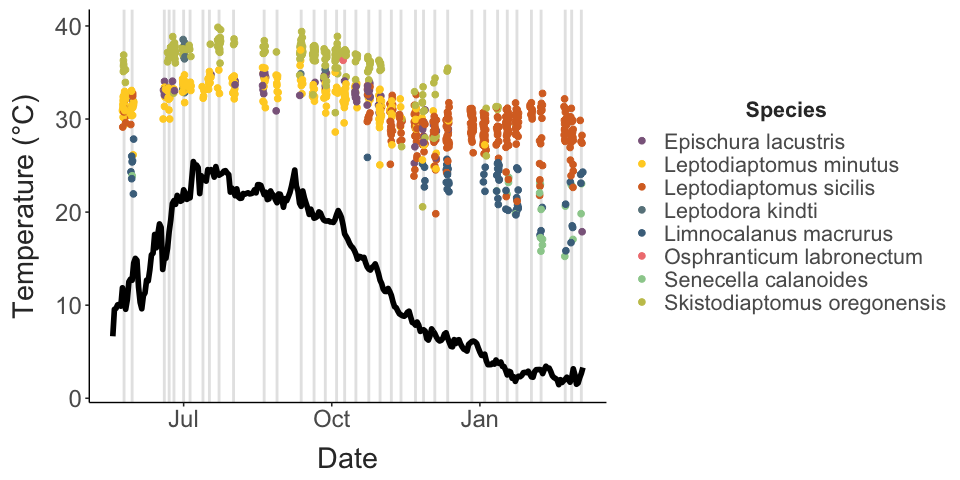 40
30
20
10
0
Temperature (°C)
Jul
Oct
Jan
Date
Species
Epischura lacustris
Leptodiaptomus minutus
Leptodiaptomus sicilis
Leptodora kindti
Limnocalanus macrurus
Osphranticum labronectum
Senecella calanoides
Skistodiaptomus oregonensis